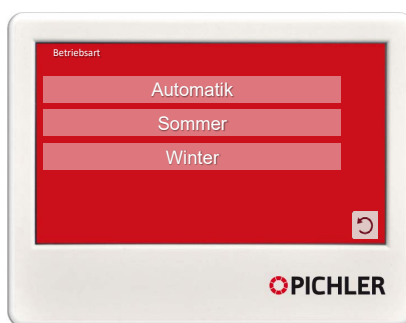 Betriebsart
Automatik
Sommer
Winter
PICHLER